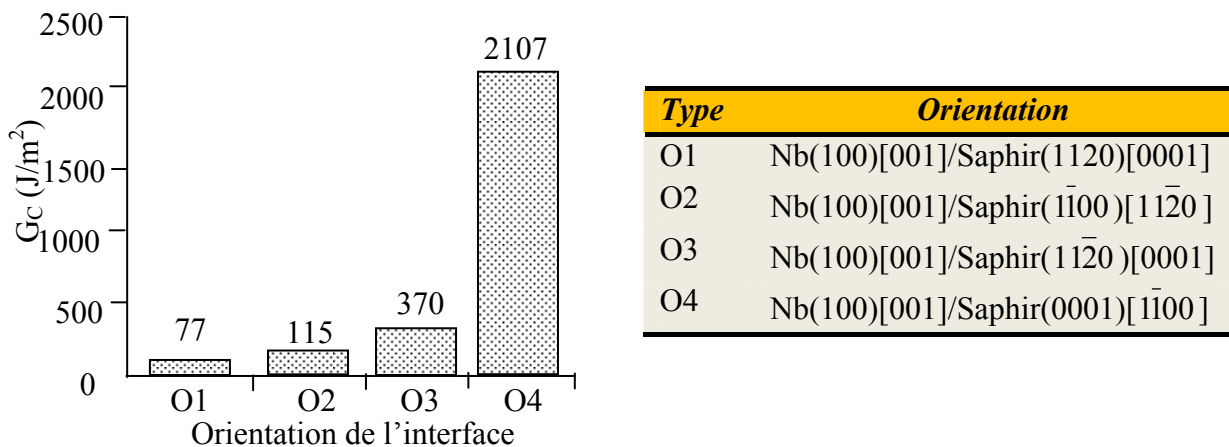 2500
2000
1500
1000
500
0
G_C (J/m²)
77
115
370
2107
O1 O2 O3 O4
Orientation de l’interface
Type Orientation
O1 Nb(100)[001]/Saphir(1120)[0001]
O2 Nb(100)[001]/Saphir(1̄100)[112̄0]
O3 Nb(100)[001]/Saphir(112̄0)[0001]
O4 Nb(100)[001]/Saphir(0001)[1̄100]